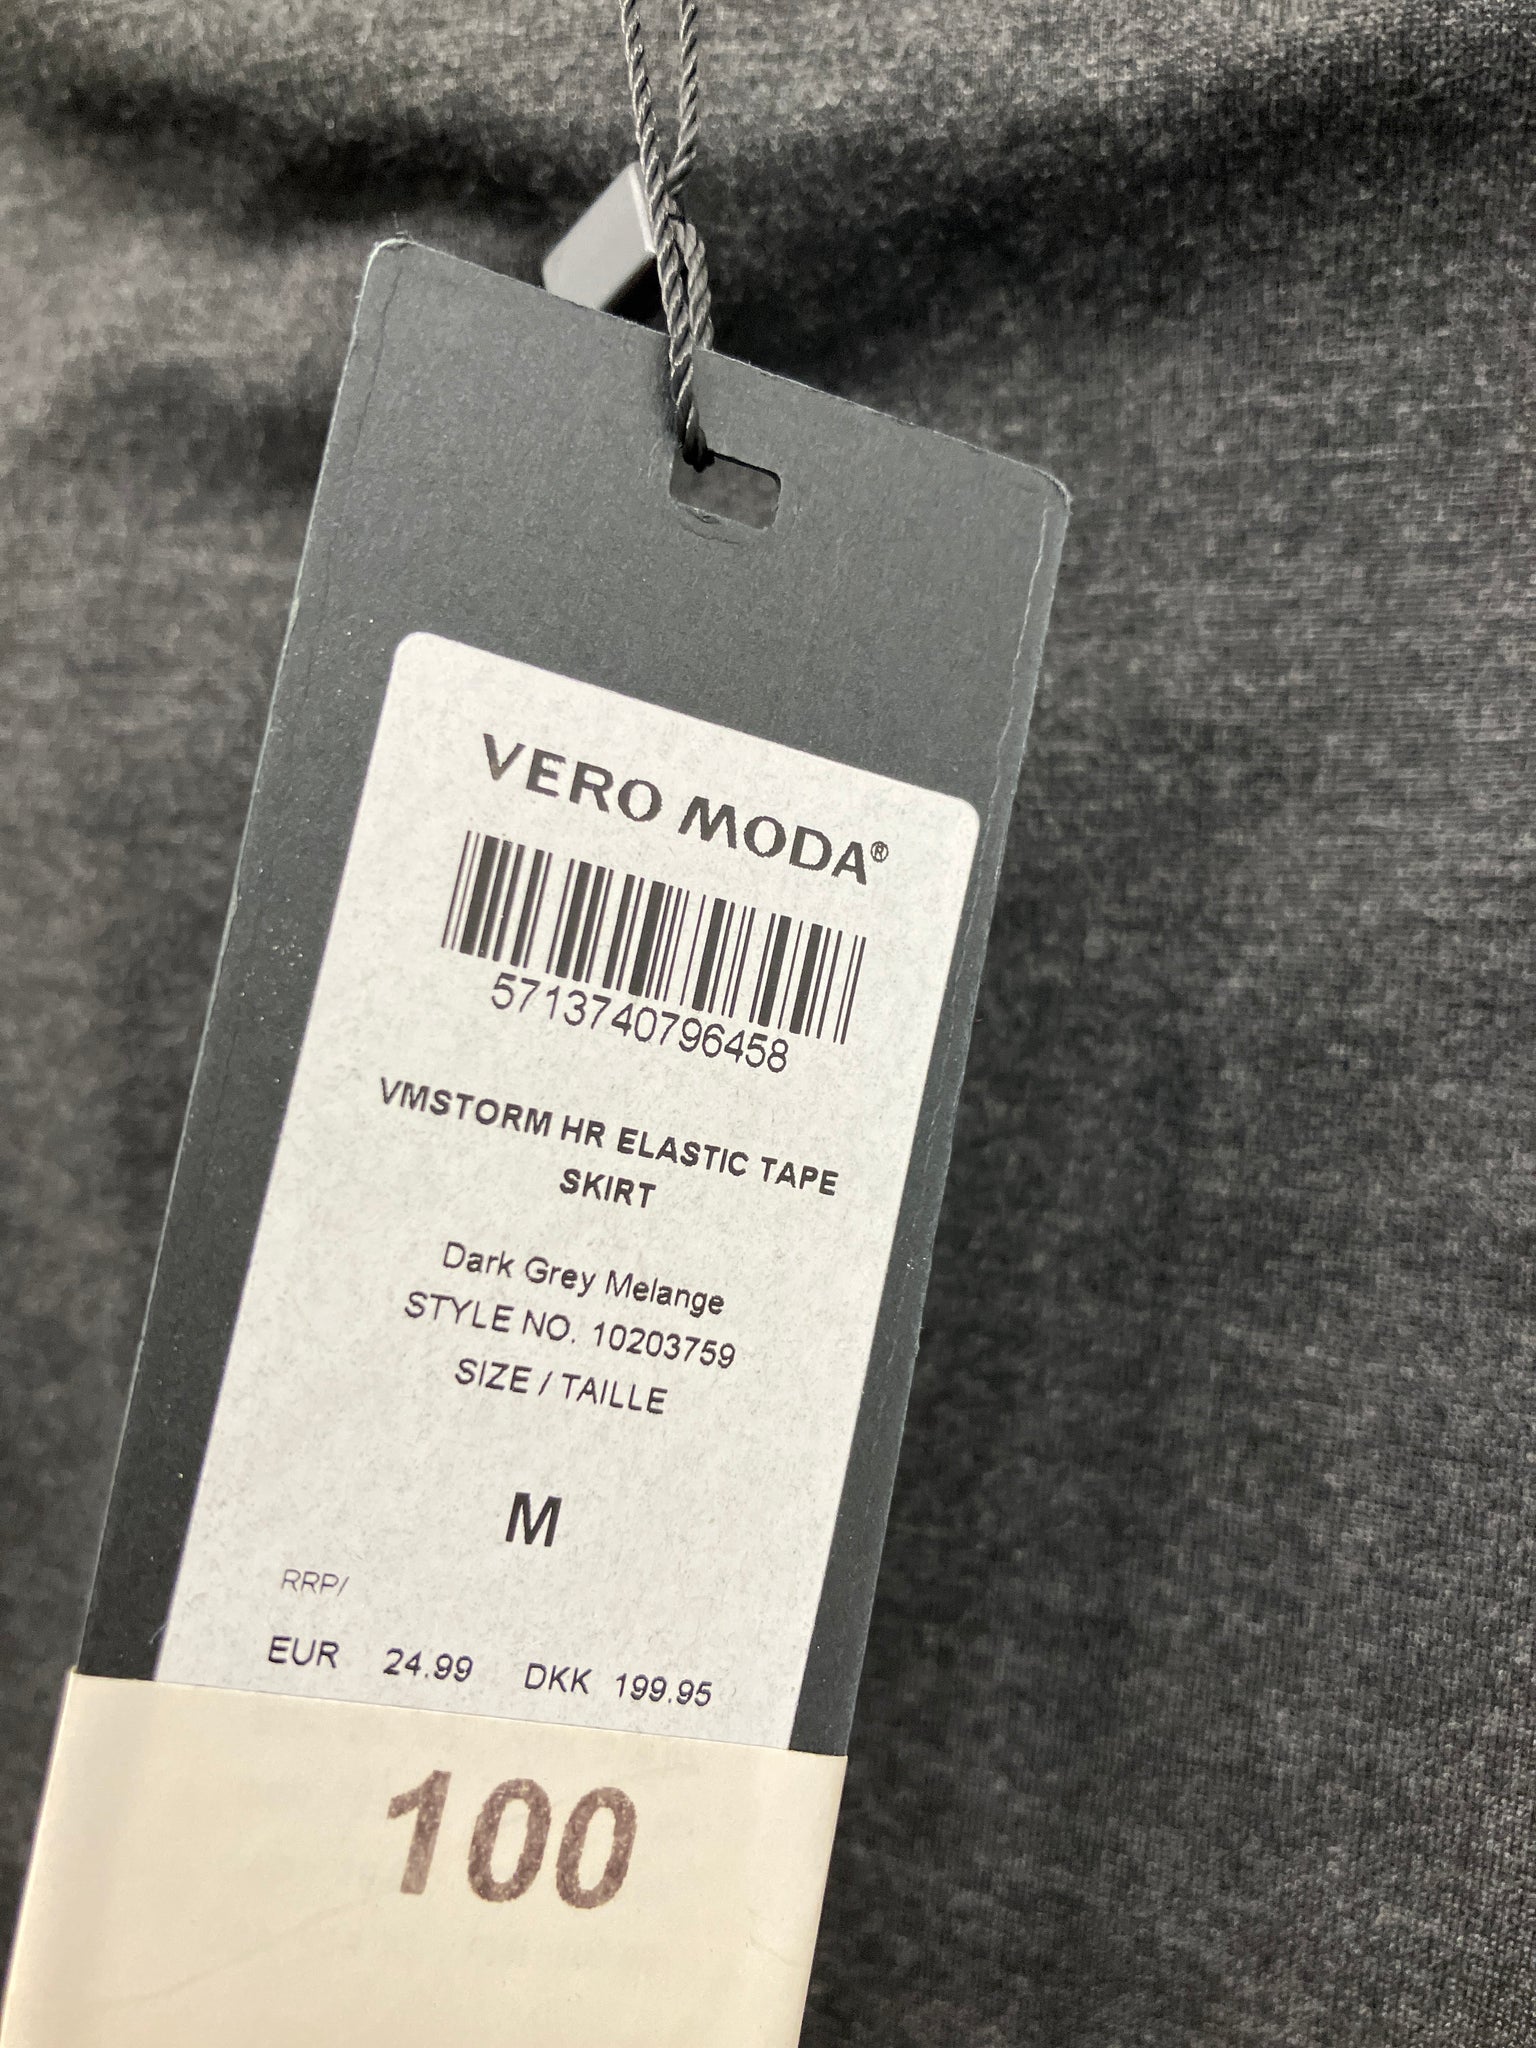 VERO MODA®
5713740796458
VMSTORM HR ELASTIC TAPE
SKIRT
Dark Grey Melange
STYLE NO. 10203759
SIZE / TAILLE
M
RRP/
EUR 24.99 DKK 199.95
100